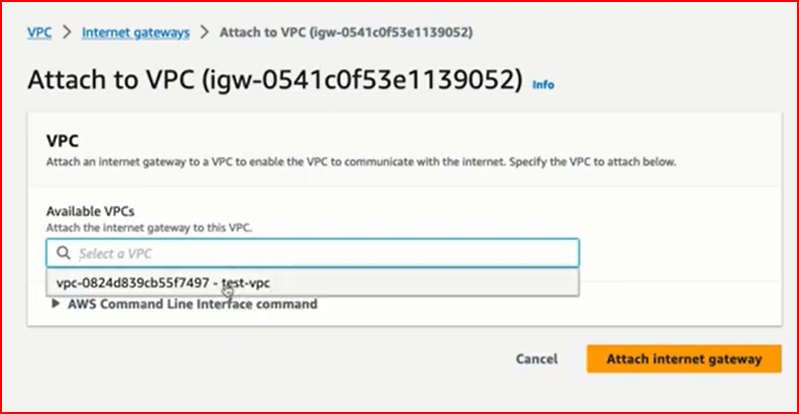 VPC > Internet gateways > Attach to VPC (igw-0541c0f53e1139052)
Attach to VPC (igw-0541c0f53e1139052) Info
VPC
Attach an internet gateway to a VPC to enable the VPC to communicate with the internet. Specify the VPC to attach below.
Available VPCs
Attach the internet gateway to this VPC.
Select a VPC
vpc-0824d839cb55f7497 - test-vpc
AWS Command Line Interface command
Cancel Attach internet gateway